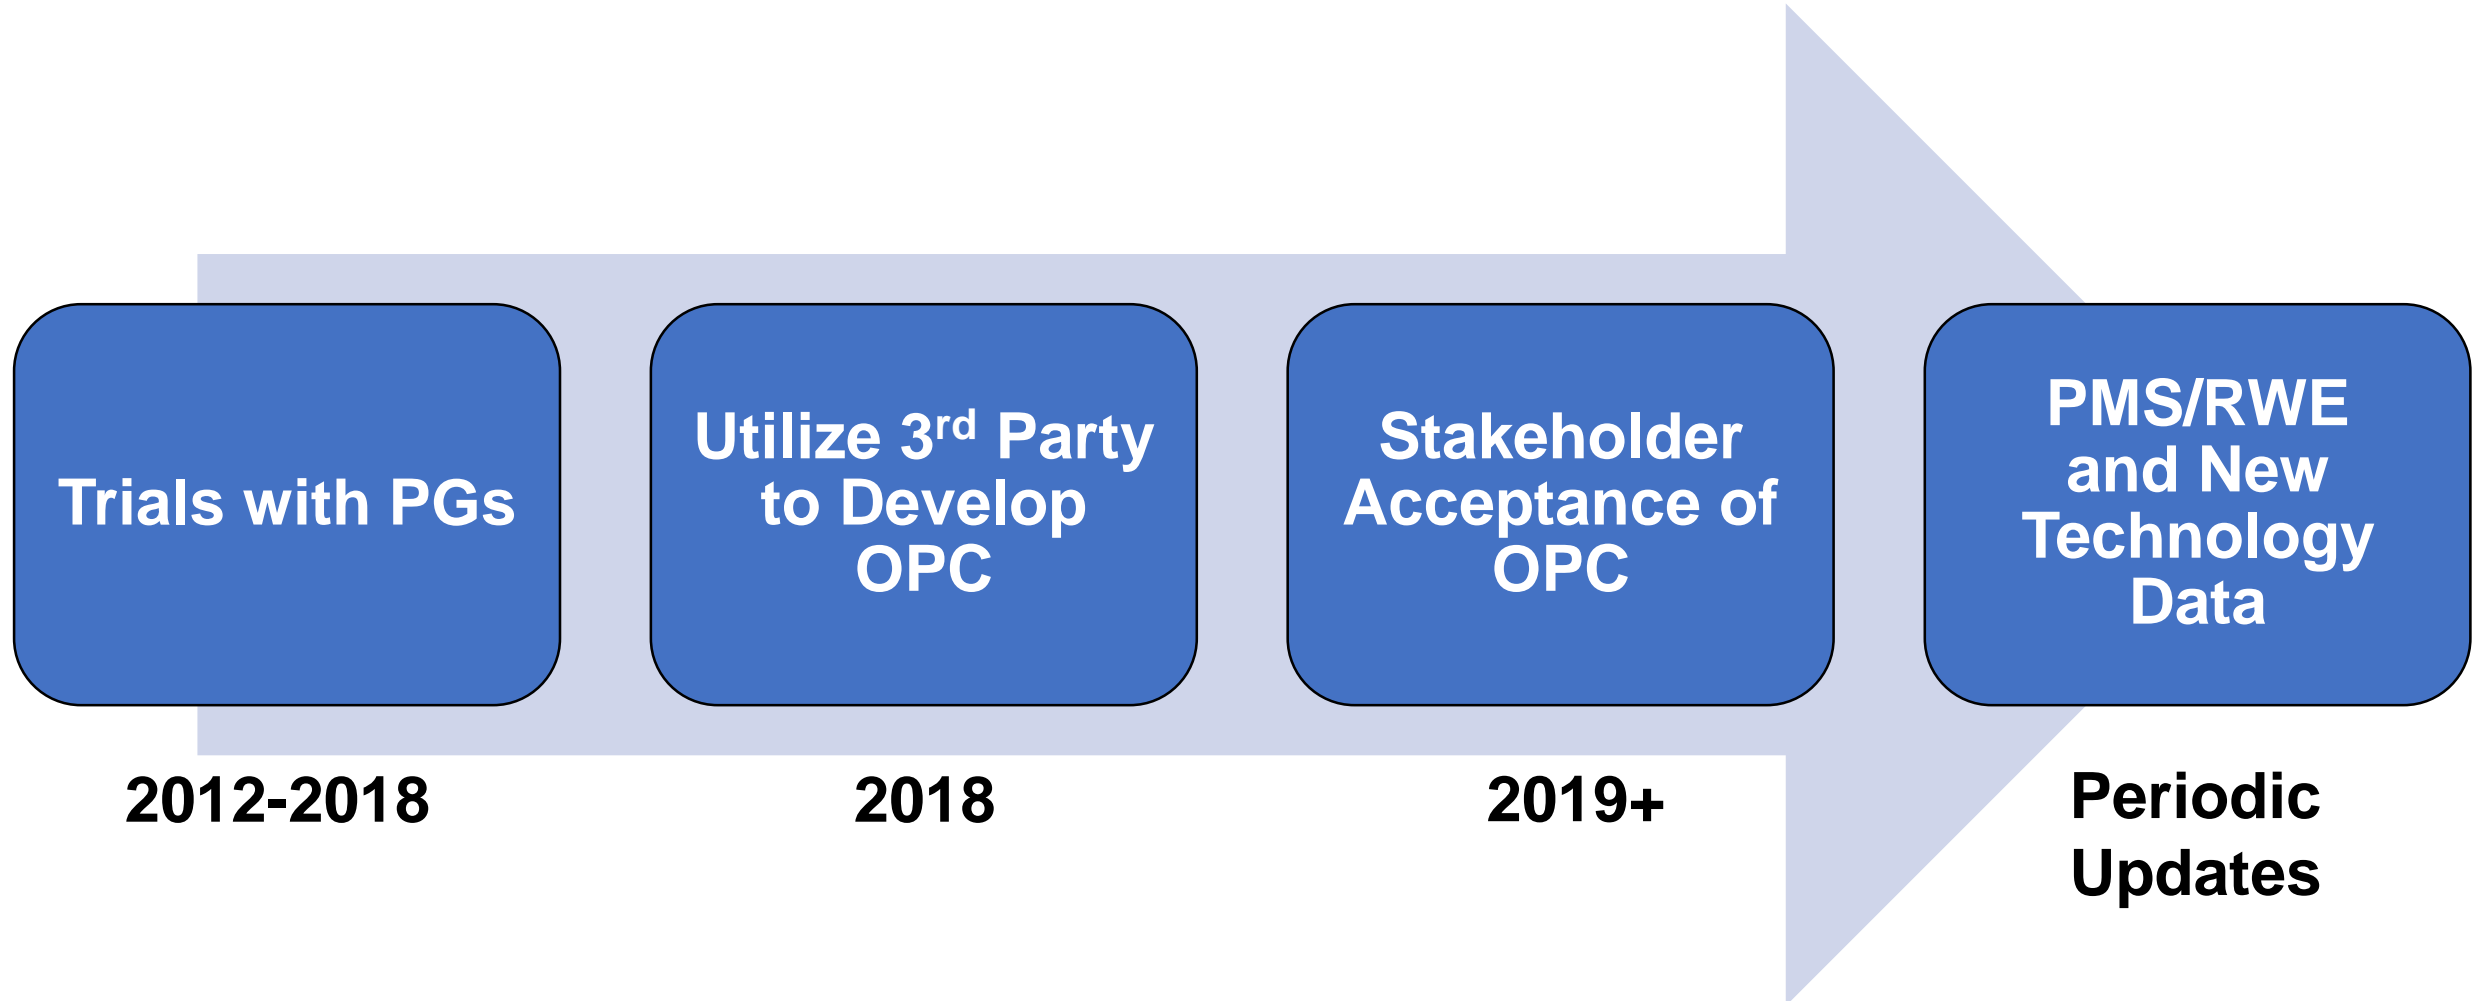 Trials with PGs
Utilize 3rd Party
to Develop
OPC
Stakeholder
Acceptance of
OPC
PMS/RWE
and New
Technology
Data
2012-2018
2018
2019+
Periodic
Updates